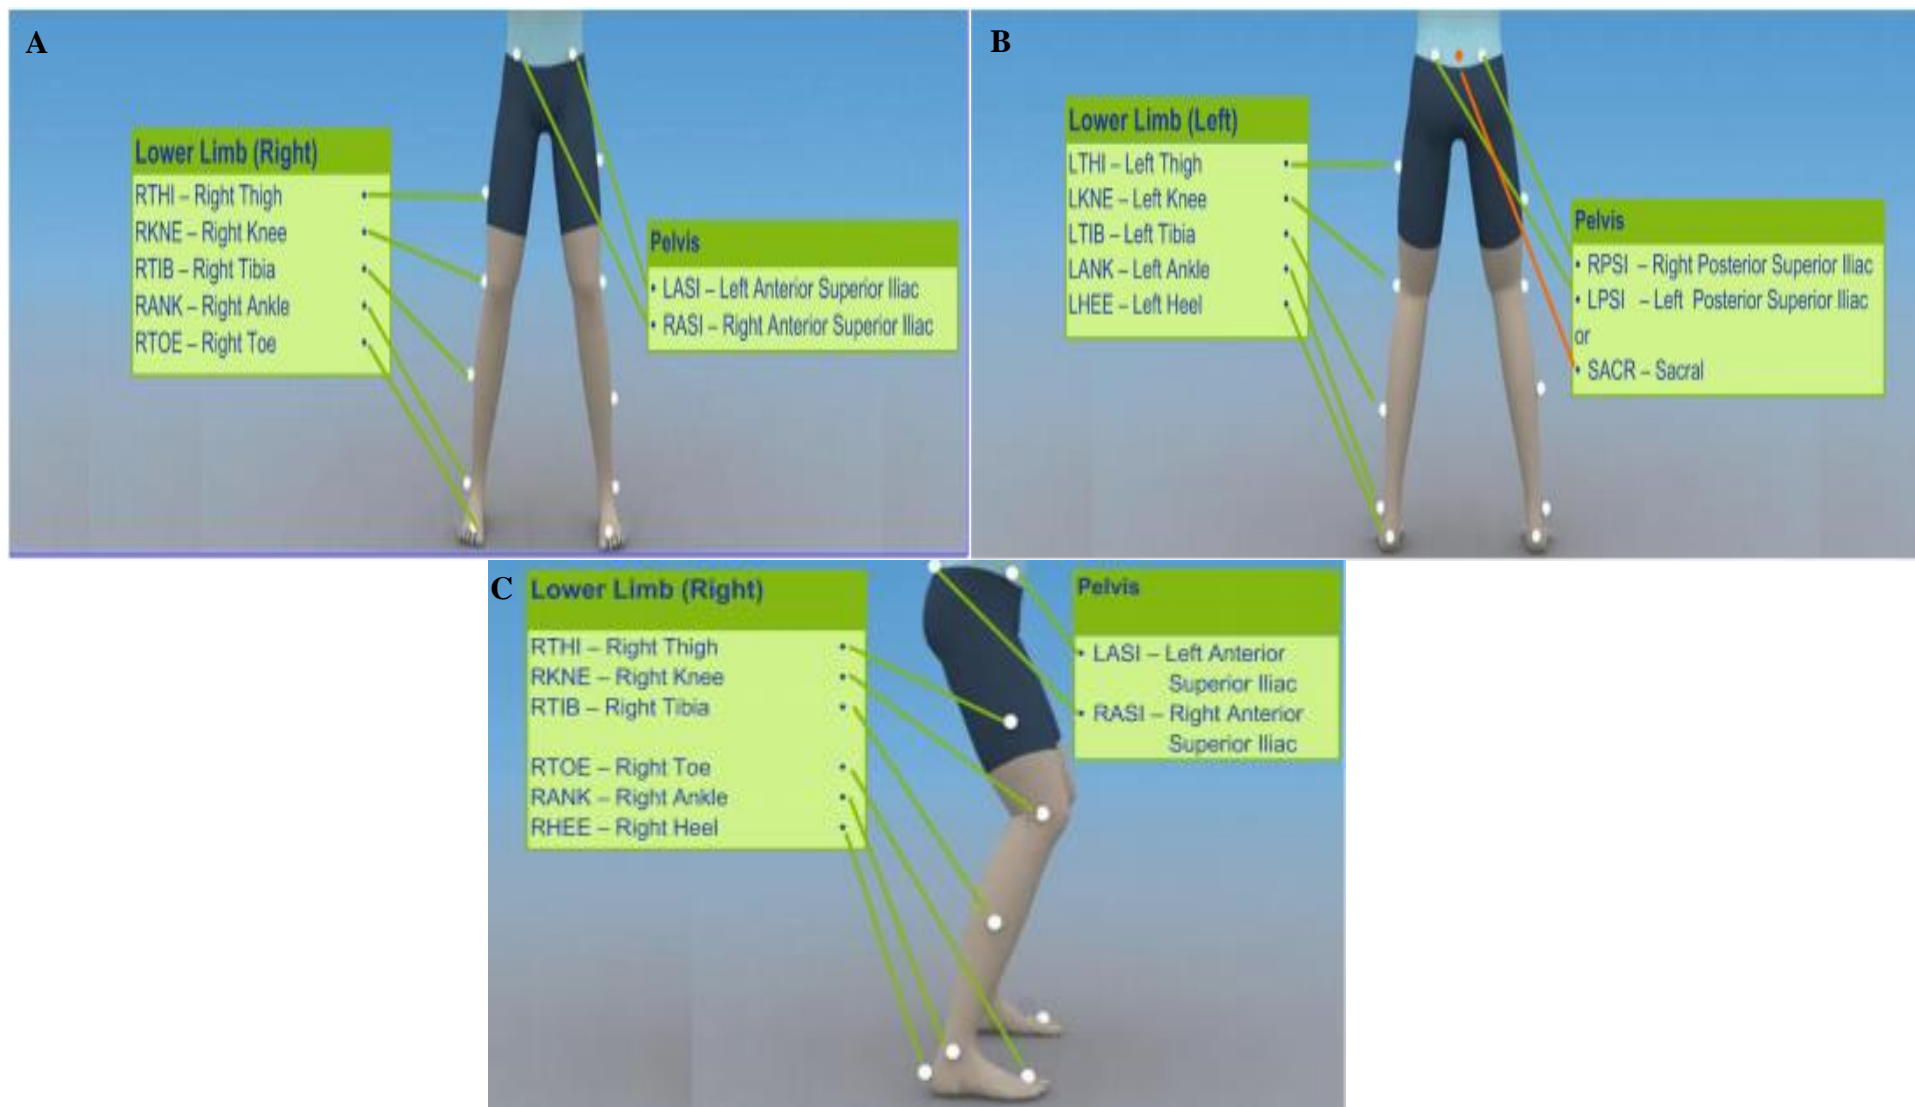 A
Lower Limb (Right)
RTHI – Right Thigh
RKNE – Right Knee
RTIB – Right Tibia
RANK – Right Ankle
RTOE – Right Toe
Pelvis
• LASI – Left Anterior Superior Iliac
• RASI – Right Anterior Superior Iliac
B
Lower Limb (Left)
LTHI – Left Thigh
LKNE – Left Knee
LTIB – Left Tibia
LANK – Left Ankle
LHEE – Left Heel
Pelvis
• RPSI – Right Posterior Superior Iliac
• LPSI – Left Posterior Superior Iliac
or
• SACR – Sacral
C
Lower Limb (Right)
RTHI – Right Thigh
RKNE – Right Knee
RTIB – Right Tibia
RTOE – Right Toe
RANK – Right Ankle
RHEE – Right Heel
Pelvis
• LASI – Left Anterior
Superior Iliac
• RASI – Right Anterior
Superior Iliac